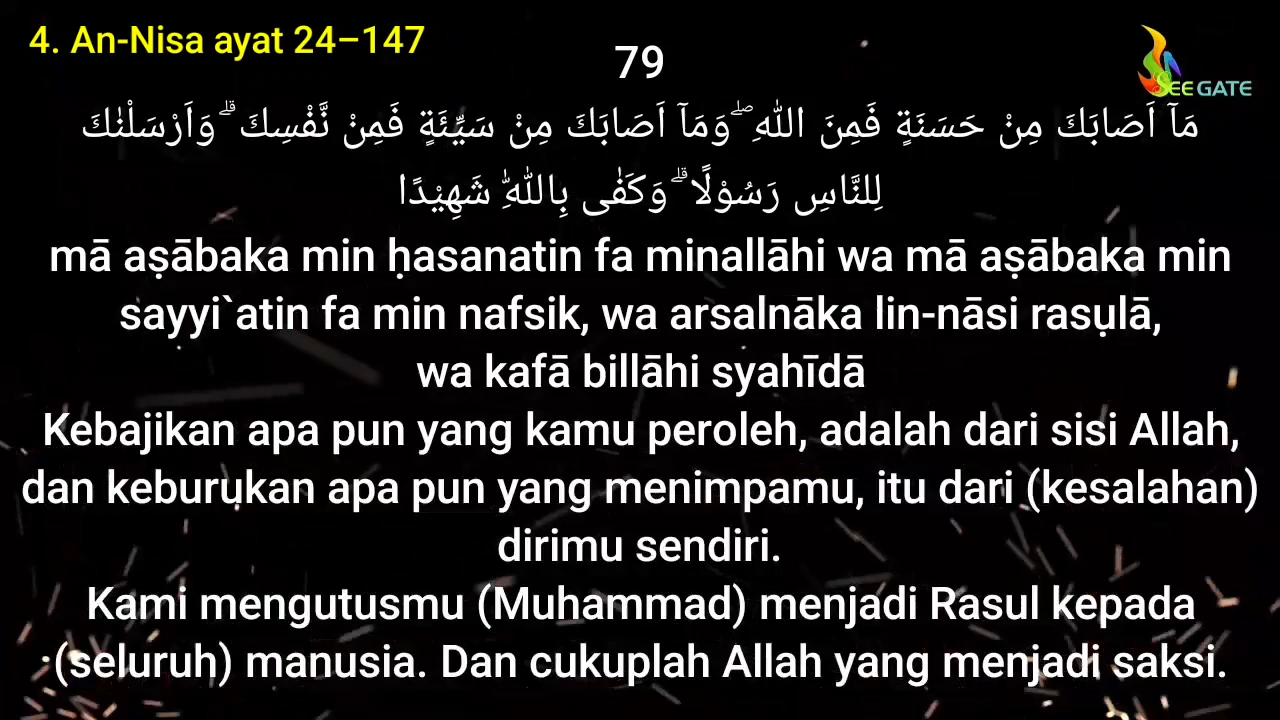 4. An-Nisa ayat 24–147
SEE GATE
79
مَآ اَصَابَكَ مِنْ حَسَنَةٍ فَمِنَ اللّٰهِ ۖ وَمَآ اَصَابَكَ مِنْ سَيِّئَةٍ فَمِنْ نَّفْسِكَ ۗ وَاَرْسَلْنٰكَ
لِلنَّاسِ رَسُوْلًا ۗ وَكَفٰى بِاللّٰهِ شَهِيْدًا
mā aṣābaka min ḥasanatin fa minallāhi wa mā aṣābaka min
sayyi`atin fa min nafsik, wa arsalnāka lin-nāsi rasụlā,
wa kafā billāhi syahīdā
Kebajikan apa pun yang kamu peroleh, adalah dari sisi Allah,
dan keburukan apa pun yang menimpamu, itu dari (kesalahan)
dirimu sendiri.
Kami mengutusmu (Muhammad) menjadi Rasul kepada
(seluruh) manusia. Dan cukuplah Allah yang menjadi saksi.